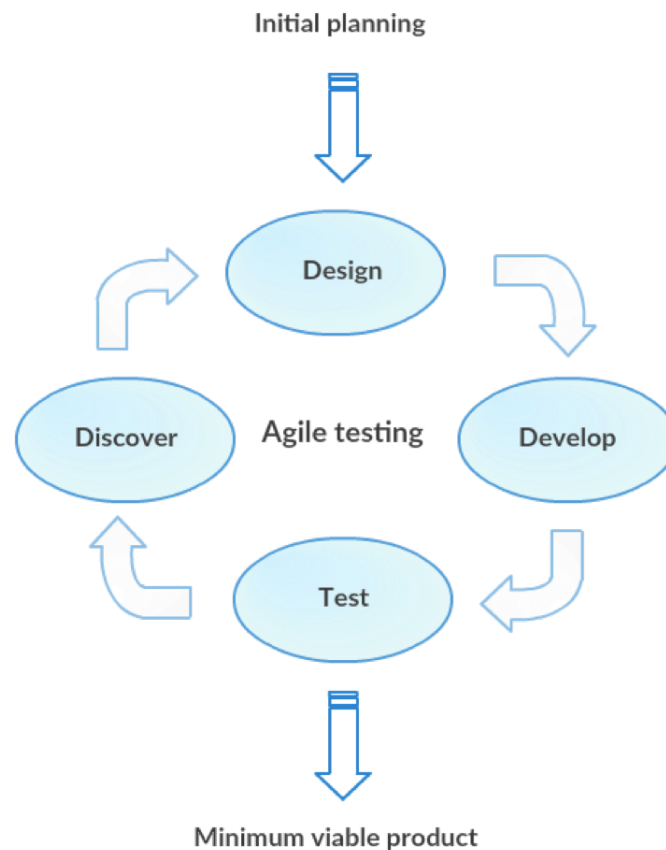 Initial planning
Design
Discover
Agile testing
Develop
Test
Minimum viable product